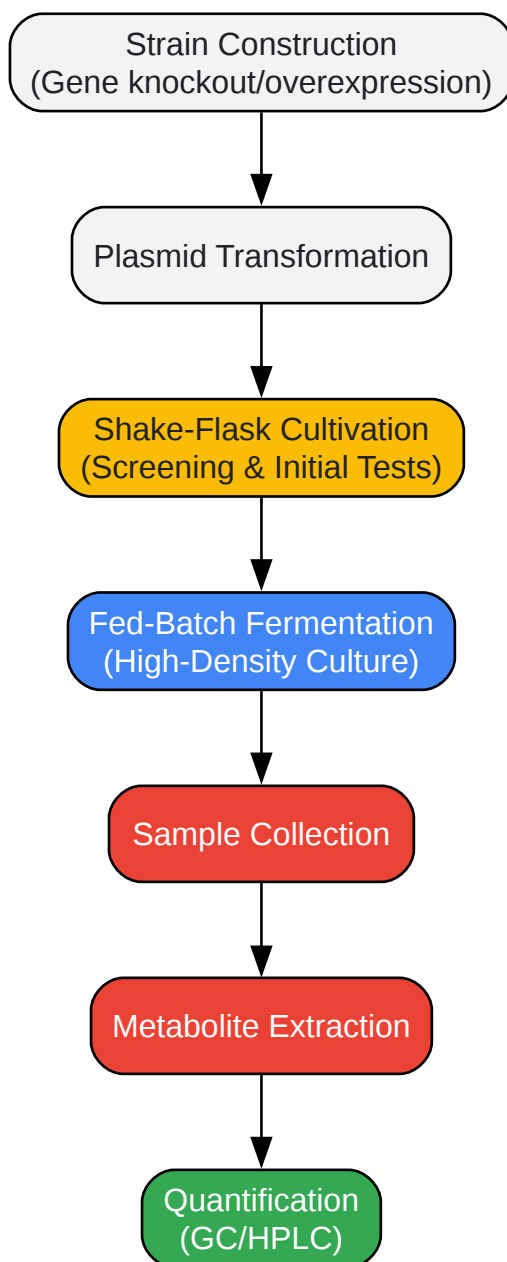 Strain Construction
(Gene knockout/overexpression)
Plasmid Transformation
Shake-Flask Cultivation
(Screening & Initial Tests)
Fed-Batch Fermentation
(High-Density Culture)
Sample Collection
Metabolite Extraction
Quantification
(GC/HPLC)